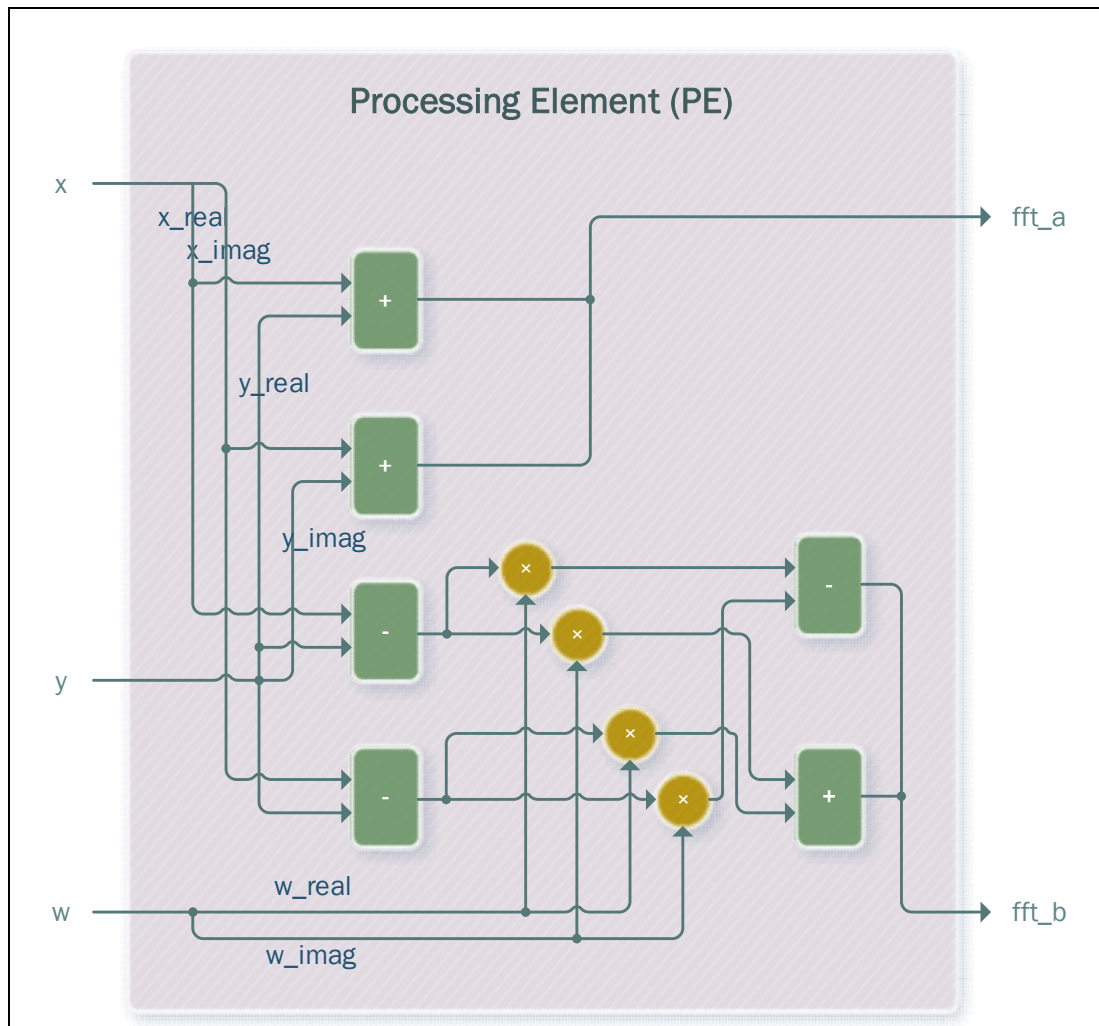 Processing Element (PE)
x
x_real
fft_a
x_imag
+
y_real
+
y_imag
×
-
-
×
y
×
-
×
+
w_real
w
fft_b
w_imag